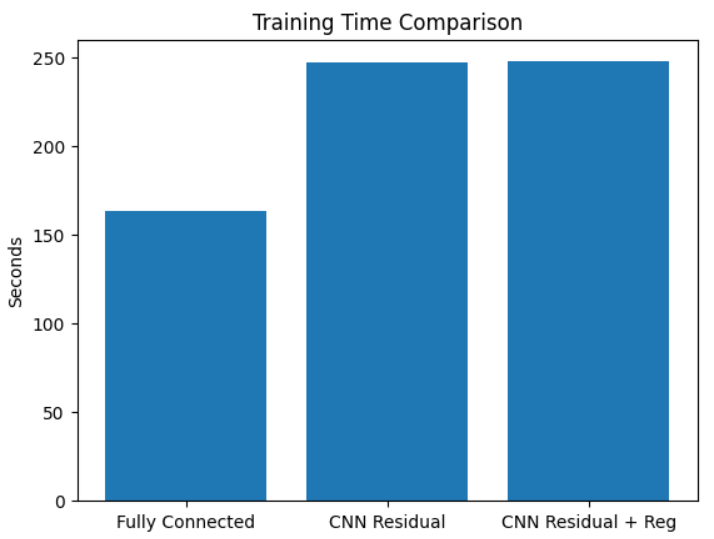 Training Time Comparison
Seconds
250
200
150
100
50
0
Fully Connected
CNN Residual
CNN Residual + Reg